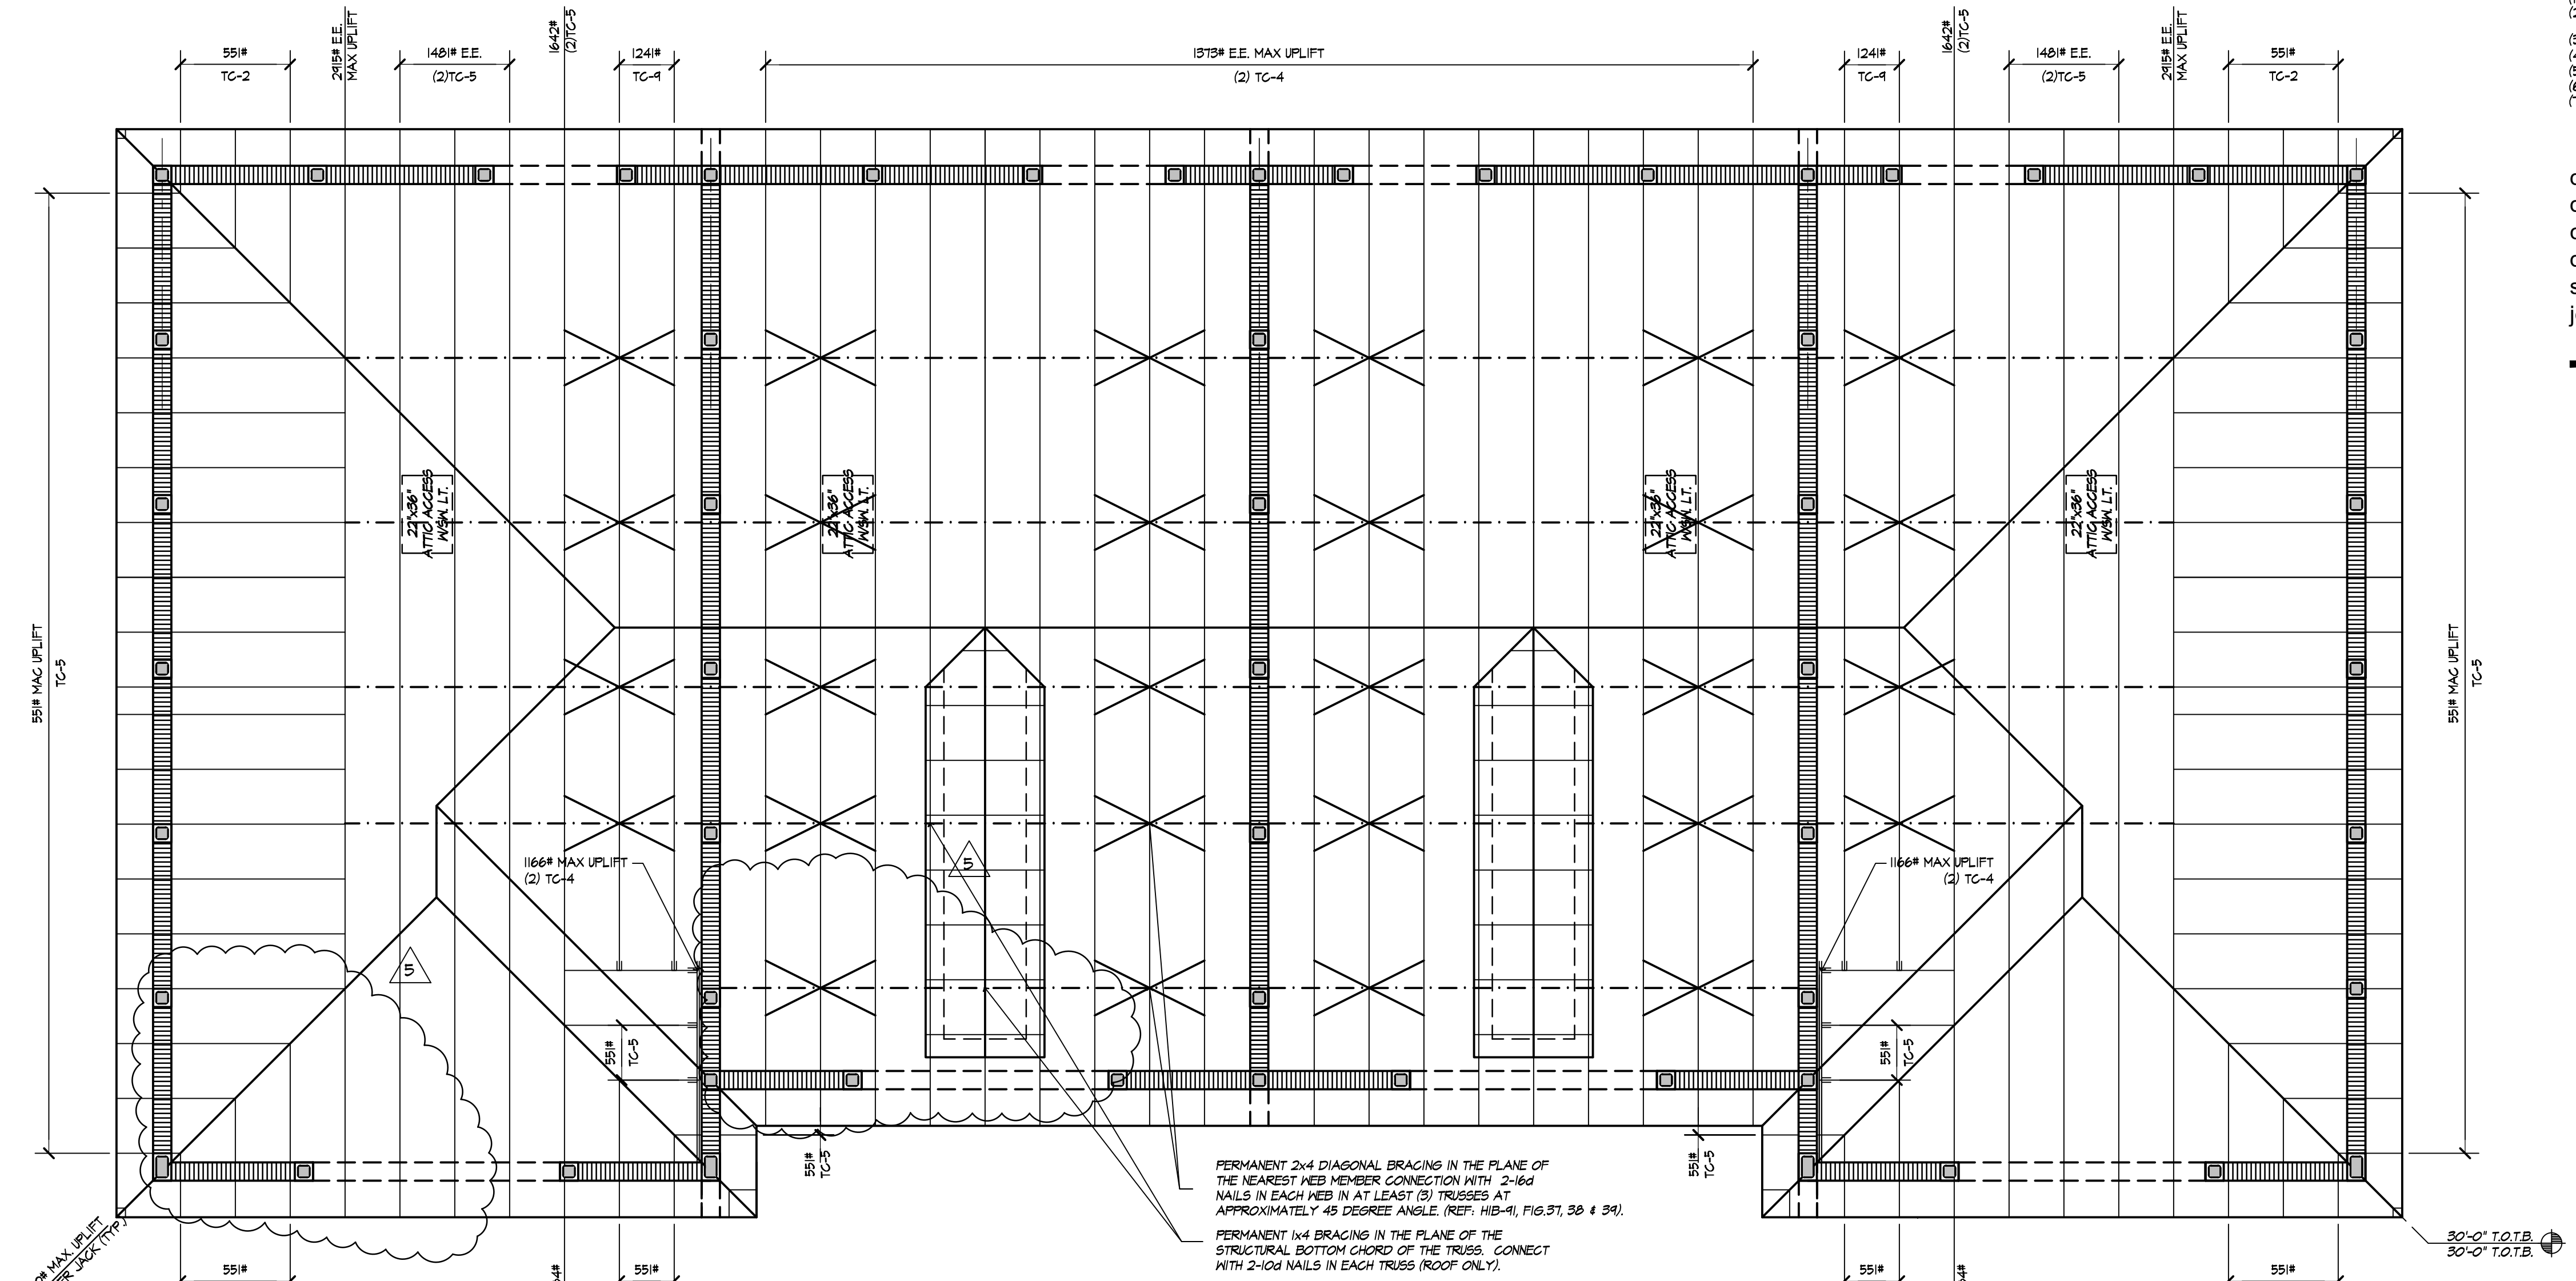 551#
TC-2
2915# E.E.
MAX UPLIFT
1481# E.E.
(2)TC-5
1642#
(2)TC-5
1241#
TC-9
1373# E.E. MAX UPLIFT
(2) TC-4
1241#
TC-9
1642#
(2)TC-5
1481# E.E.
(2)TC-5
2915# E.E.
MAX UPLIFT
551#
TC-2
22"x36"
ATTIC ACCESS
WSW. LT.
22"x36"
ATTIC ACCESS
WSW. LT.
22"x36"
ATTIC ACCESS
WSW. LT.
22"x36"
ATTIC ACCESS
WSW. LT.
551# MAC UPLIFT
TC-5
551# MAC UPLIFT
TC-5
1166# MAX UPLIFT
(2) TC-4
5
1166# MAX UPLIFT
(2) TC-4
5
551#
TC-5
551#
TC-5
551#
TC-5
551#
TC-5
PERMANENT 2x4 DIAGONAL BRACING IN THE PLANE OF
THE NEAREST WEB MEMBER CONNECTION WITH 2-16d
NAILS IN EACH WEB IN AT LEAST (3) TRUSSES AT
APPROXIMATELY 45 DEGREE ANGLE. (REF: HIB-91, FIG.37, 38 & 39).
PERMANENT 1x4 BRACING IN THE PLANE OF THE
STRUCTURAL BOTTOM CHORD OF THE TRUSS. CONNECT
WITH 2-10d NAILS IN EACH TRUSS (ROOF ONLY).
MAX. UPLIFT
JACK (TYP.)
30'-0" T.O.T.B.
30'-0" T.O.T.B.
551#
551#
551#
551#